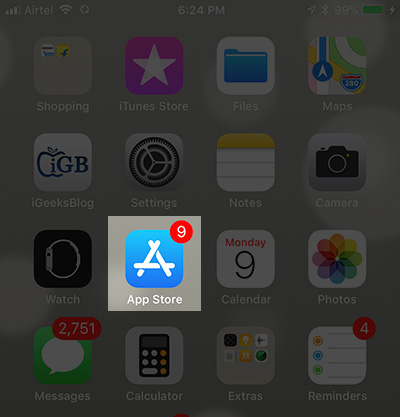 Airtel 6:24 PM 99%
Shopping iTunes Store Files Maps
280
iGB
iGeeksBlog Settings Notes Camera
9
Monday
9
Watch App Store Calendar Photos
2,751
4
Messages Calculator Extras Reminders